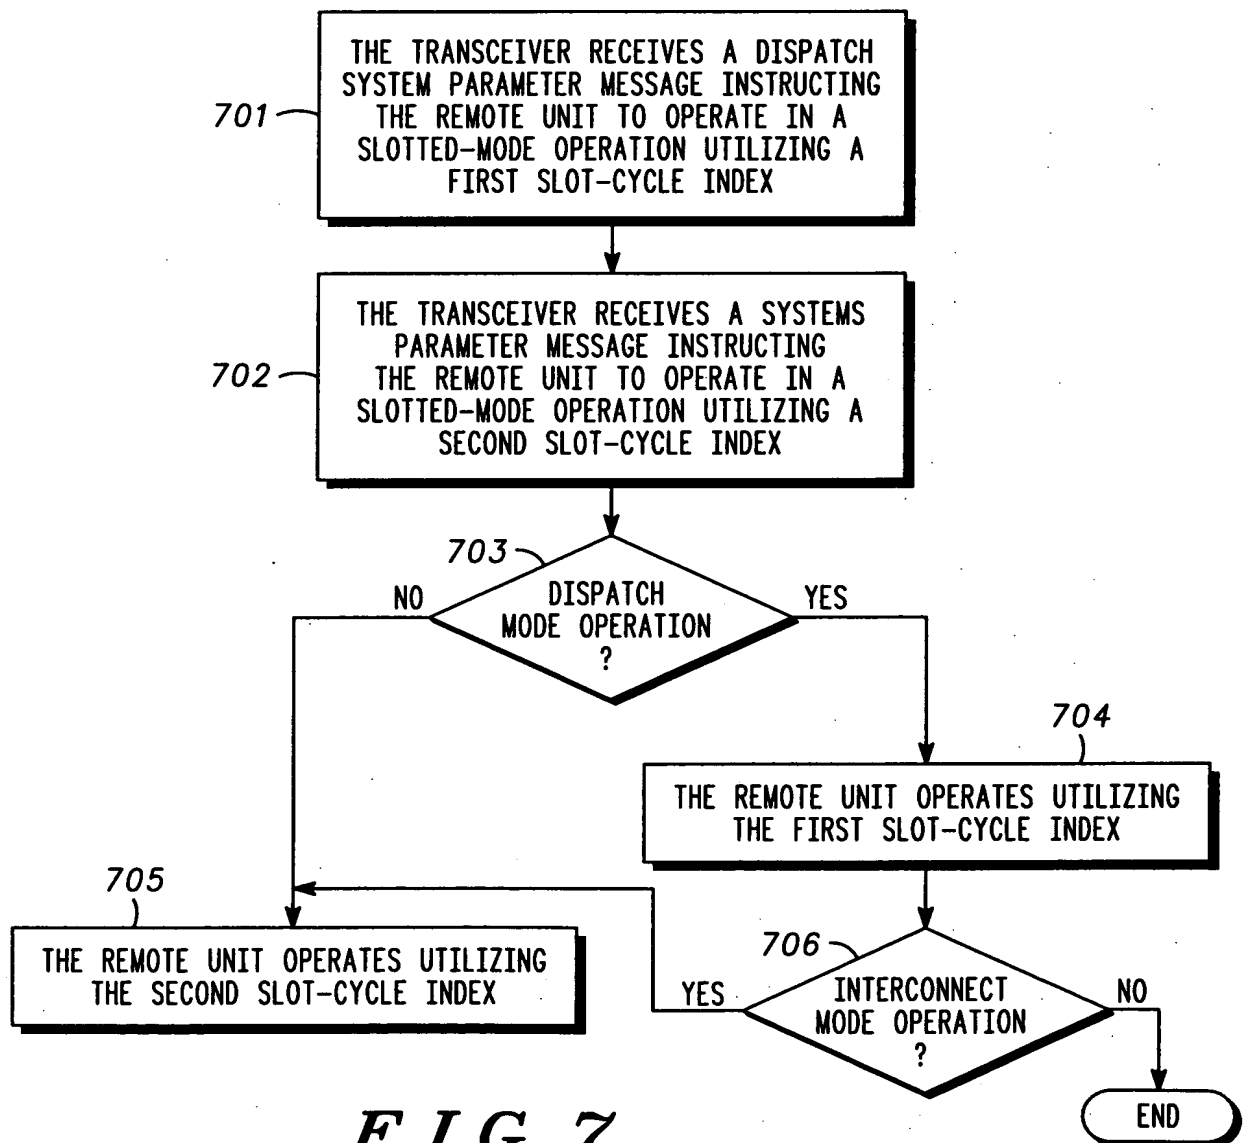 THE TRANSCEIVER RECEIVES A DISPATCH
SYSTEM PARAMETER MESSAGE INSTRUCTING
THE REMOTE UNIT TO OPERATE IN A
SLOTTED-MODE OPERATION UTILIZING A
FIRST SLOT-CYCLE INDEX
701
THE TRANSCEIVER RECEIVES A SYSTEMS
PARAMETER MESSAGE INSTRUCTING
THE REMOTE UNIT TO OPERATE IN A
SLOTTED-MODE OPERATION UTILIZING A
SECOND SLOT-CYCLE INDEX
702
703
NO
DISPATCH
MODE OPERATION
?
YES
704
THE REMOTE UNIT OPERATES UTILIZING
THE FIRST SLOT-CYCLE INDEX
705
THE REMOTE UNIT OPERATES UTILIZING
THE SECOND SLOT-CYCLE INDEX
706
YES
INTERCONNECT
MODE OPERATION
?
NO
END
FIG. 7